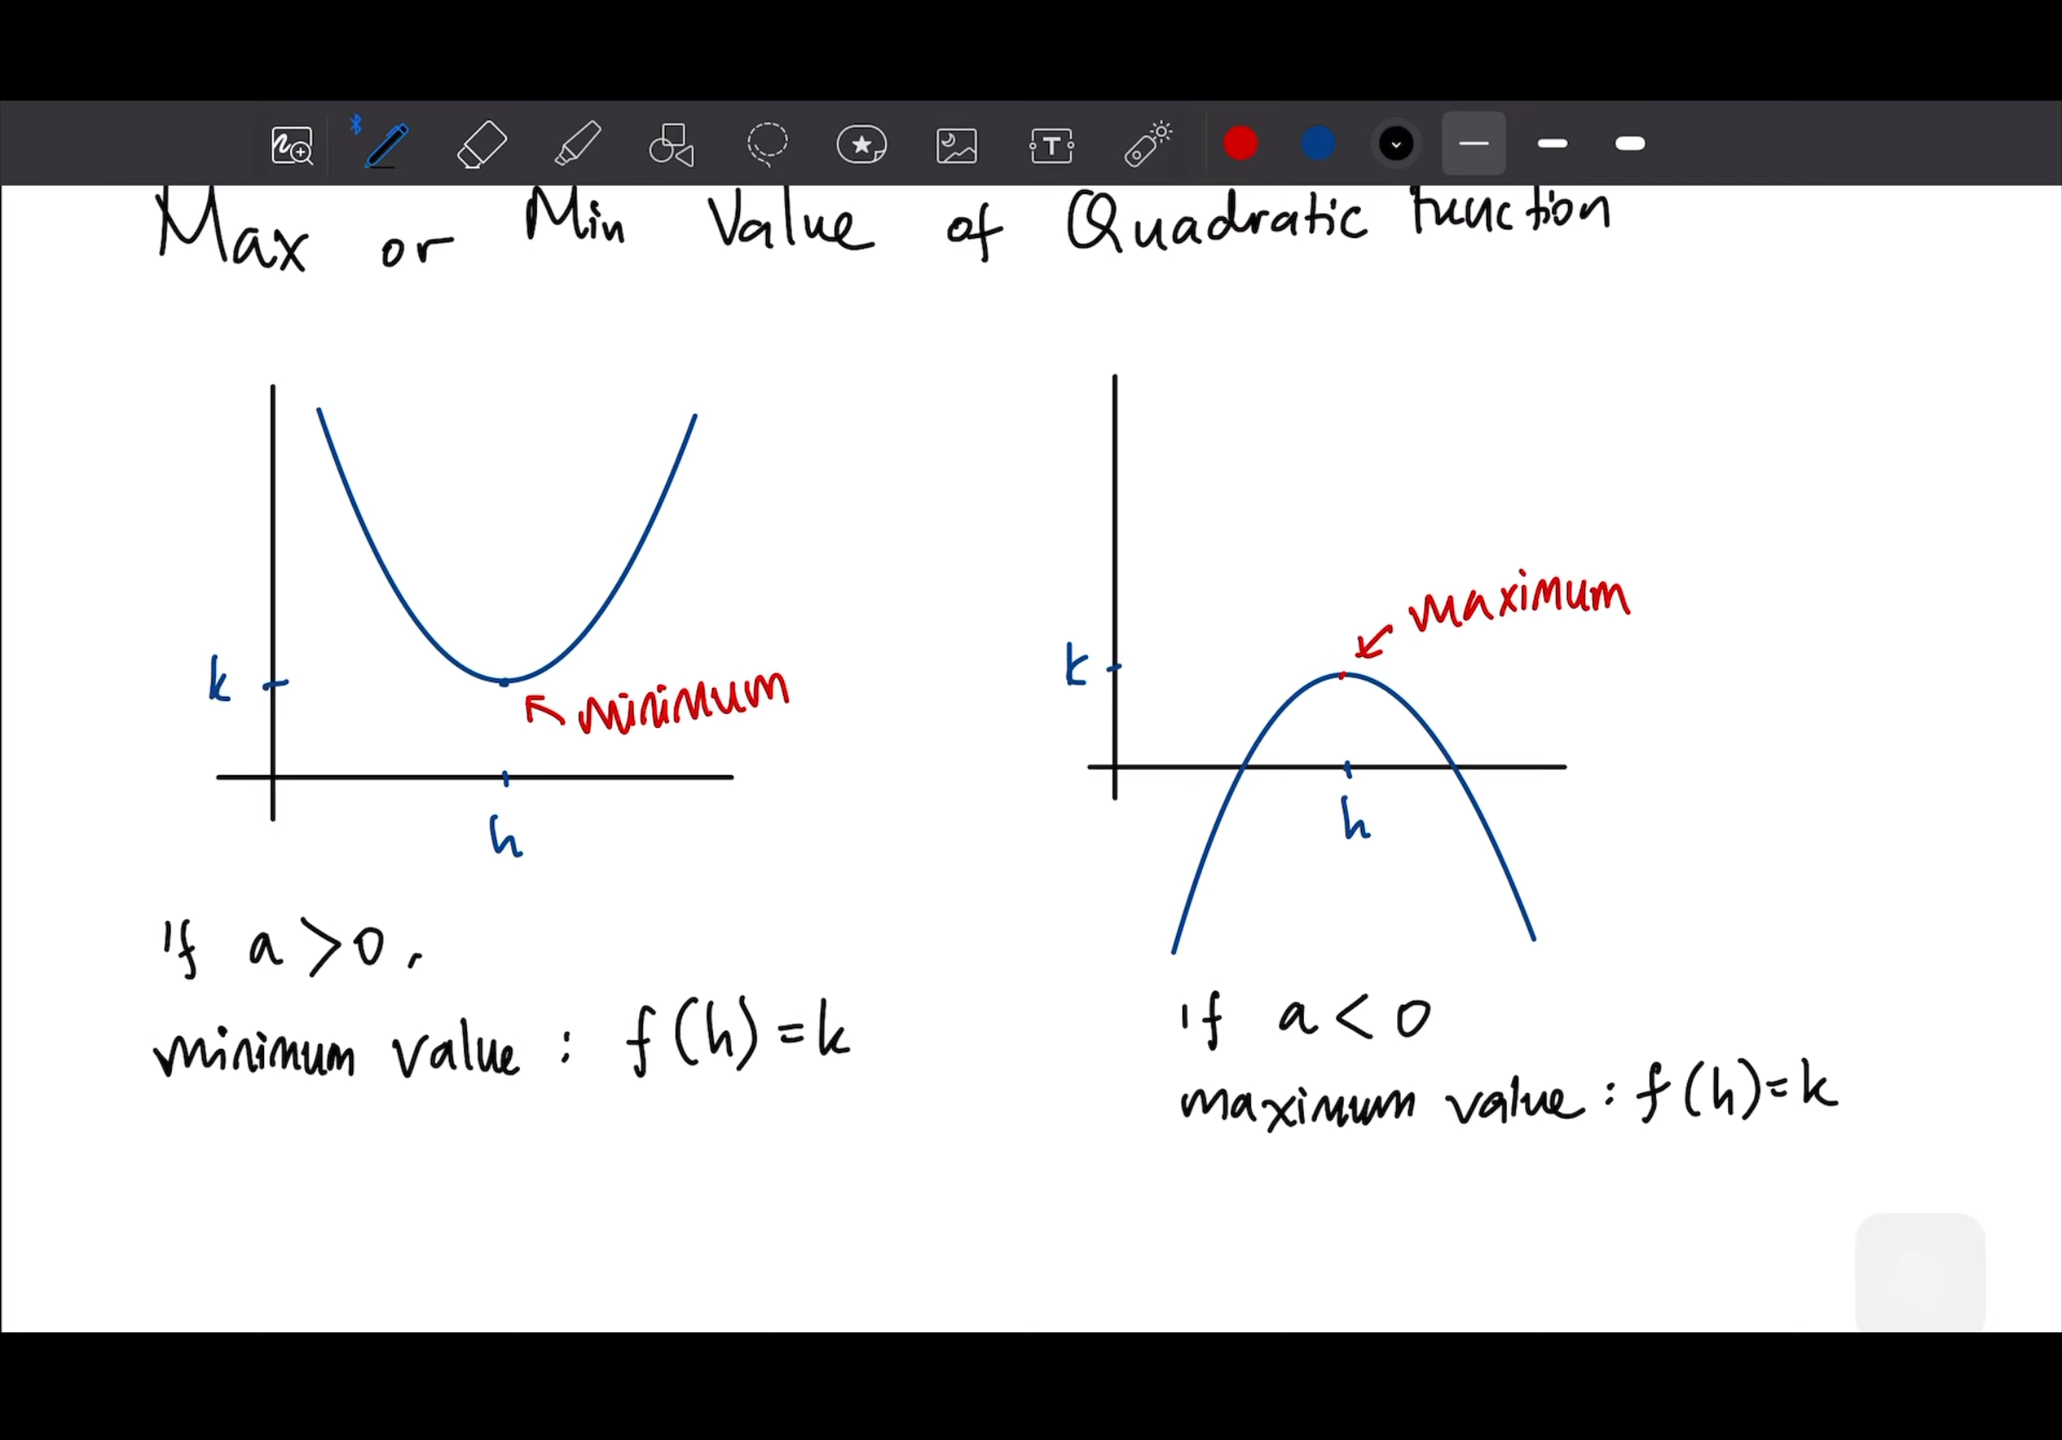 Max or Min Value of Quadratic function
k
minimum
h
If a > 0,
minimum value : f(h) = k
maximum
k
h
if a < 0
maximum value : f(h) = k